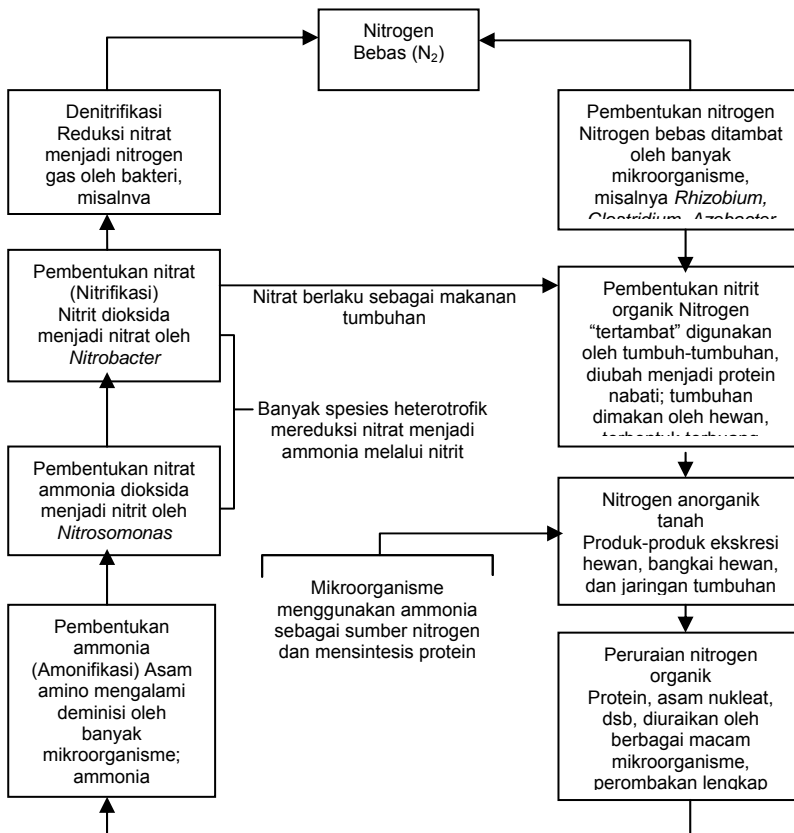 Nitrogen
Bebas (N₂)
Denitrifikasi
Reduksi nitrat
menjadi nitrogen
gas oleh bakteri,
misalnva
Pembentukan nitrogen
Nitrogen bebas ditambat
oleh banyak
mikroorganisme,
misalnya Rhizobium,
Clostridium, Azobacter
Pembentukan nitrat
(Nitrifikasi)
Nitrit dioksida
menjadi nitrat oleh
Nitrobacter
Nitrat berlaku sebagai makanan
tumbuhan
Pembentukan nitrit
organik Nitrogen
“tertambat” digunakan
oleh tumbuh-tumbuhan,
diubah menjadi protein
nabati; tumbuhan
dimakan oleh hewan,
terbentuk terbuang
Banyak spesies heterotrofik
mereduksi nitrat menjadi
ammonia melalui nitrit
Pembentukan nitrat
ammonia dioksida
menjadi nitrit oleh
Nitrosomonas
Nitrogen anorganik
tanah
Produk-produk ekskresi
hewan, bangkai hewan,
dan jaringan tumbuhan
Mikroorganisme
menggunakan ammonia
sebagai sumber nitrogen
dan mensintesis protein
Pembentukan
ammonia
(Amonifikasi) Asam
amino mengalami
deminisi oleh
banyak
mikroorganisme;
ammonia
Peruraian nitrogen
organik
Protein, asam nukleat,
dsb, diuraikan oleh
berbagai macam
mikroorganisme,
perombakan lengkap